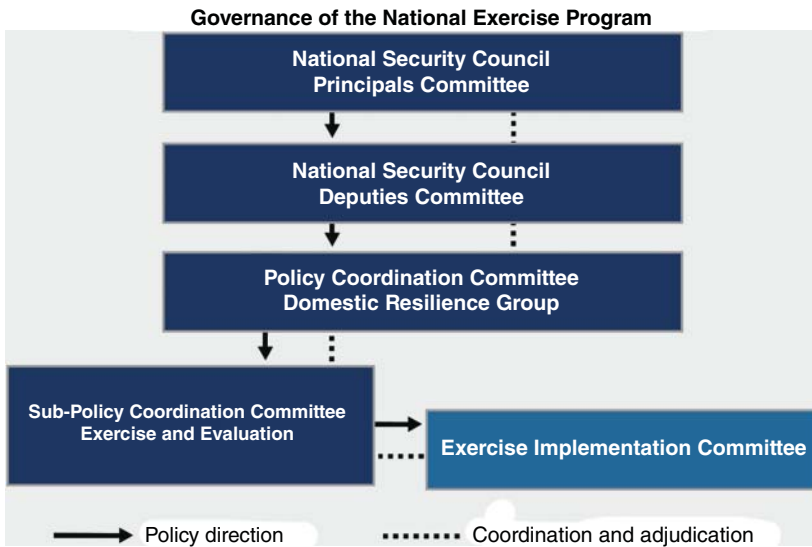 Governance of the National Exercise Program
National Security Council
Principals Committee
National Security Council
Deputies Committee
Policy Coordination Committee
Domestic Resilience Group
Sub-Policy Coordination Committee
Exercise and Evaluation
Exercise Implementation Committee
Policy direction
Coordination and adjudication